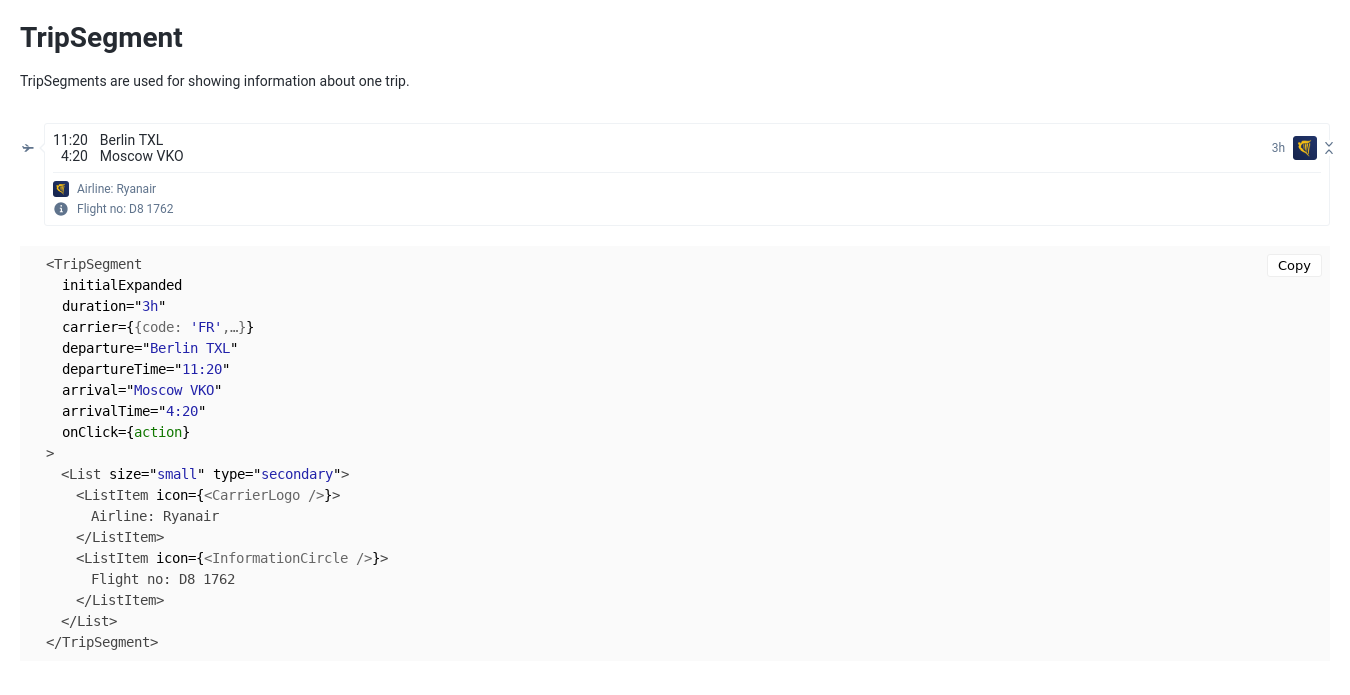 TripSegment
TripSegments are used for showing information about one trip.
11:20 Berlin TXL
4:20 Moscow VKO
3h
Airline: Ryanair
Flight no: D8 1762
Copy
<TripSegment
initialExpanded
duration="3h"
carrier={{code: 'FR',…}}
departure="Berlin TXL"
departureTime="11:20"
arrival="Moscow VKO"
arrivalTime="4:20"
onClick={action}
>
<List size="small" type="secondary">
<ListItem icon={<CarrierLogo />}>
Airline: Ryanair
</ListItem>
<ListItem icon={<InformationCircle />}>
Flight no: D8 1762
</ListItem>
</List>
</TripSegment>